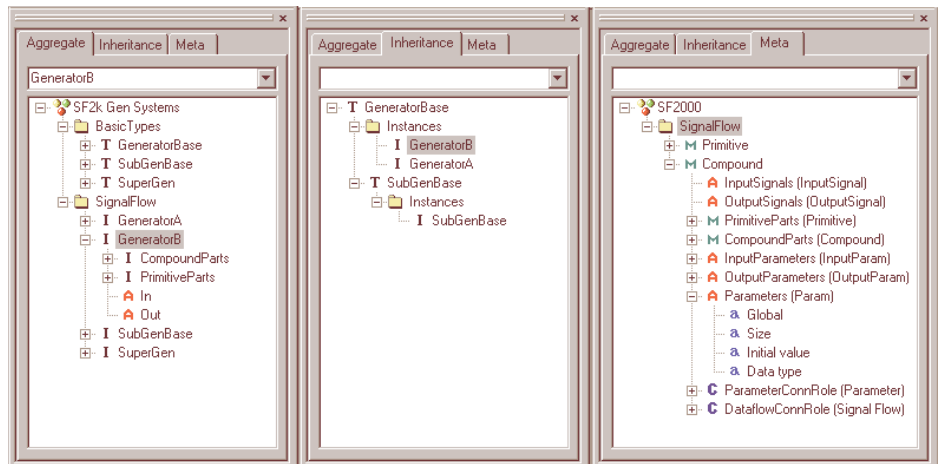 Aggregate Inheritance Meta
GeneratorB
SF2k Gen Systems
BasicTypes
T GeneratorBase
T SubGenBase
T SuperGen
SignalFlow
I GeneratorA
I GeneratorB
I CompoundParts
I PrimitiveParts
A In
A Out
I SubGenBase
I SuperGen
Aggregate Inheritance Meta
T GeneratorBase
Instances
I GeneratorB
I GeneratorA
T SubGenBase
Instances
I SubGenBase
Aggregate Inheritance Meta
SF2000
SignalFlow
M Primitive
M Compound
A InputSignals (InputSignal)
A OutputSignals (OutputSignal)
M PrimitiveParts (Primitive)
M CompoundParts (Compound)
A InputParameters (InputParam)
A OutputParameters (OutputParam)
A Parameters (Param)
a Global
a Size
a Initial value
a Data type
C ParameterConnRole (Parameter)
C DataflowConnRole (Signal Flow)